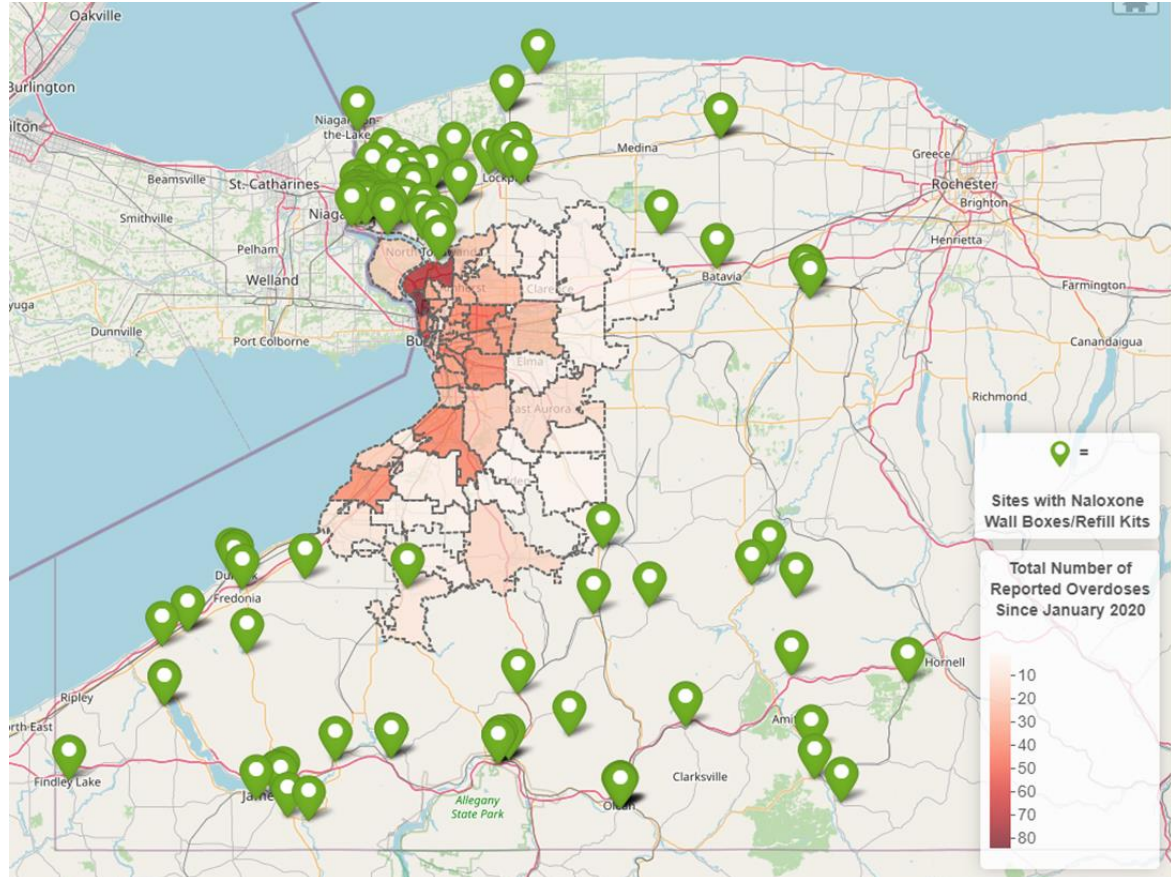 Oakville
Burlington
Niagara-on-
the-Lake
Medina
Greece
Rochester
Brighton
Beamsville
St. Catharines
Lockport
Smithville
Henrietta
Pelham
Welland
Batavia
Clarence
Farmington
Dunnville
Port Colborne
Canandaigua
Elma
Richmond
East Aurora
Fredonia
Hornell
Ripley
Findley Lake
Clarksville
Allegany
State Park
=
Sites with Naloxone
Wall Boxes/Refill Kits
Total Number of
Reported Overdoses
Since January 2020
10
20
30
40
50
60
70
80